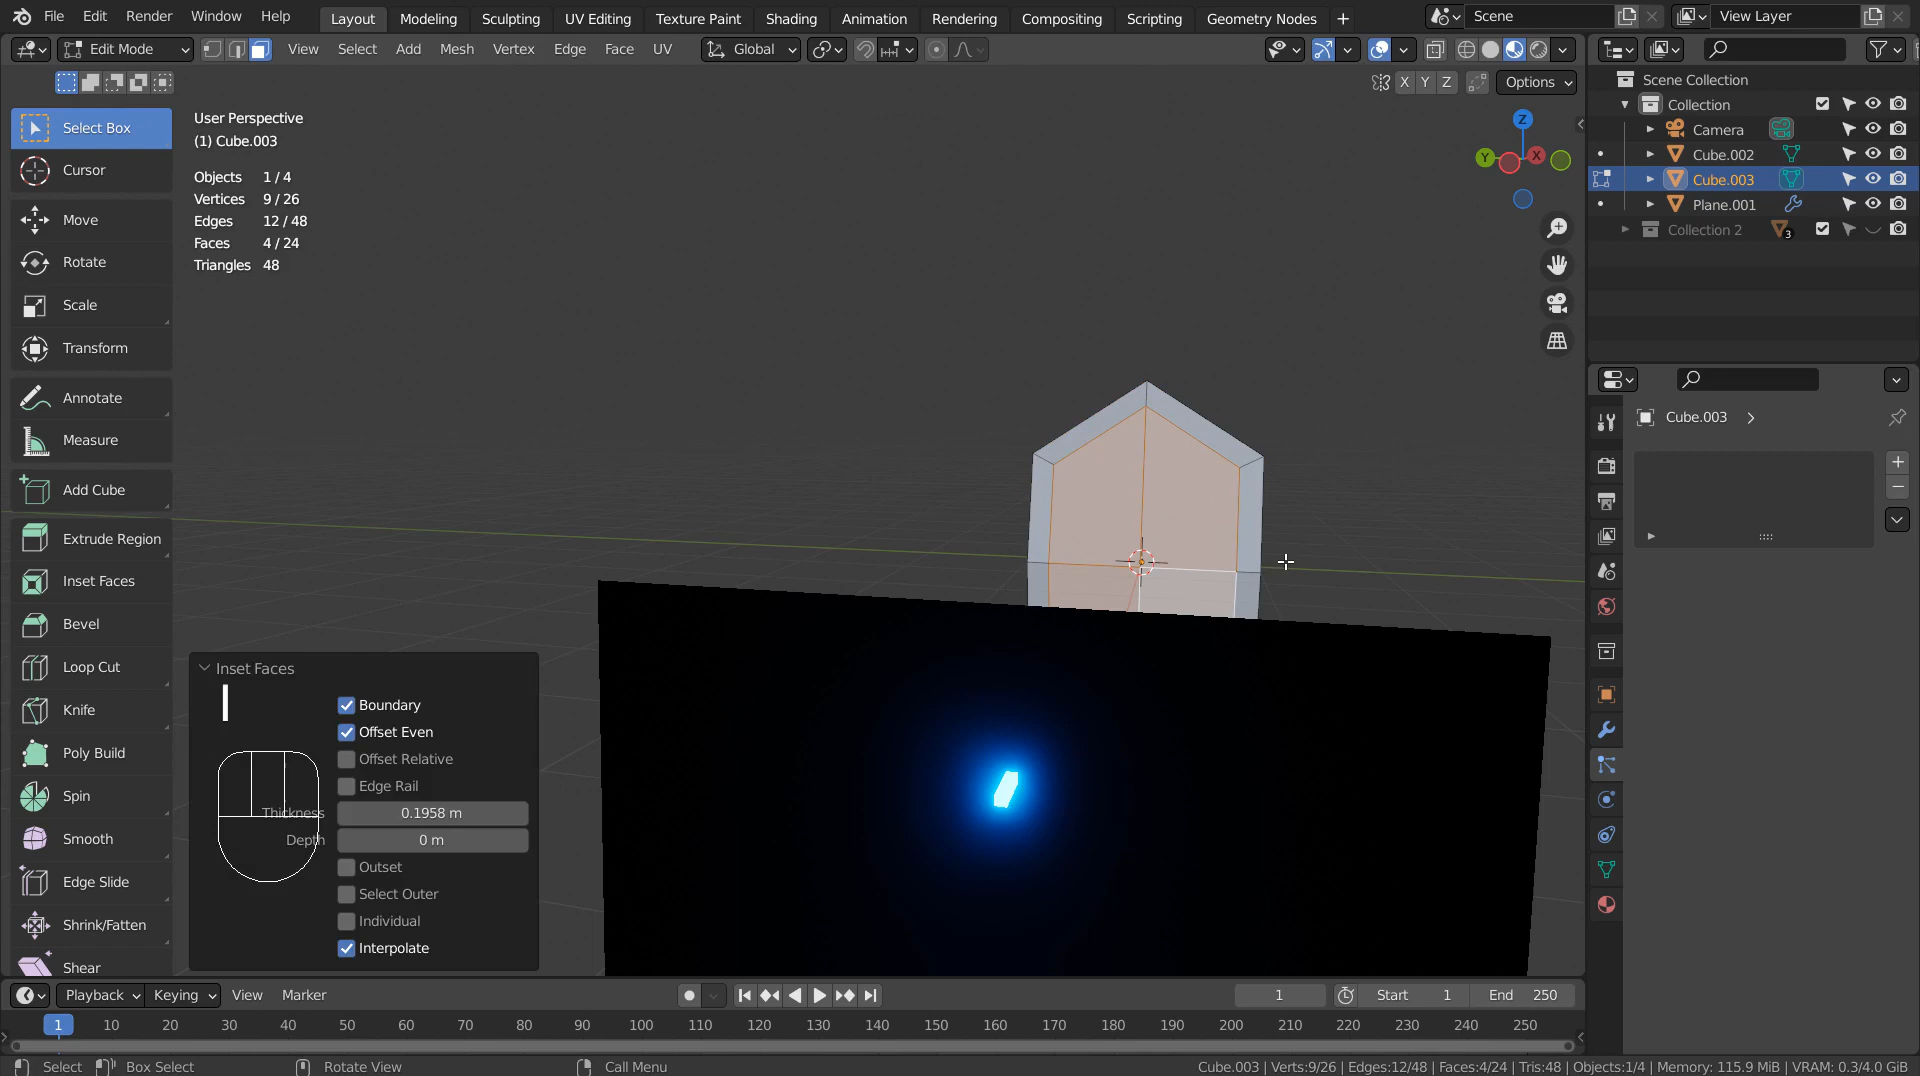 File Edit Render Window Help Layout Modeling Sculpting UV Editing Texture Paint Shading Animation Rendering Compositing Scripting Geometry Nodes + Scene View Layer
Edit Mode View Select Add Mesh Vertex Edge Face UV Global
X Y Z Options
Scene Collection
Collection
Camera
Cube.002
Cube.003
Plane.001
Collection 2 3
Select Box
Cursor
Move
Rotate
Scale
Transform
Annotate
Measure
Add Cube
Extrude Region
Inset Faces
Bevel
Loop Cut
Knife
Poly Build
Spin
Smooth
Edge Slide
Shrink/Fatten
Shear
User Perspective
(1) Cube.003
Objects 1/4
Vertices 9/26
Edges 12/48
Faces 4/24
Triangles 48
Z
Y
X
Cube.003
Inset Faces
I
Boundary
Offset Even
Offset Relative
Edge Rail
Thickness 0.1958 m
Depth 0 m
Outset
Select Outer
Individual
Interpolate
Playback Keying View Marker 1 Start 1 End 250
1 10 20 30 40 50 60 70 80 90 100 110 120 130 140 150 160 170 180 190 200 210 220 230 240 250
Select Box Select Rotate View Call Menu Cube.003 | Verts:9/26 | Edges:12/48 | Faces:4/24 | Tris:48 | Objects:1/4 | Memory: 115.9 MiB | VRAM: 0.3/4.0 GiB